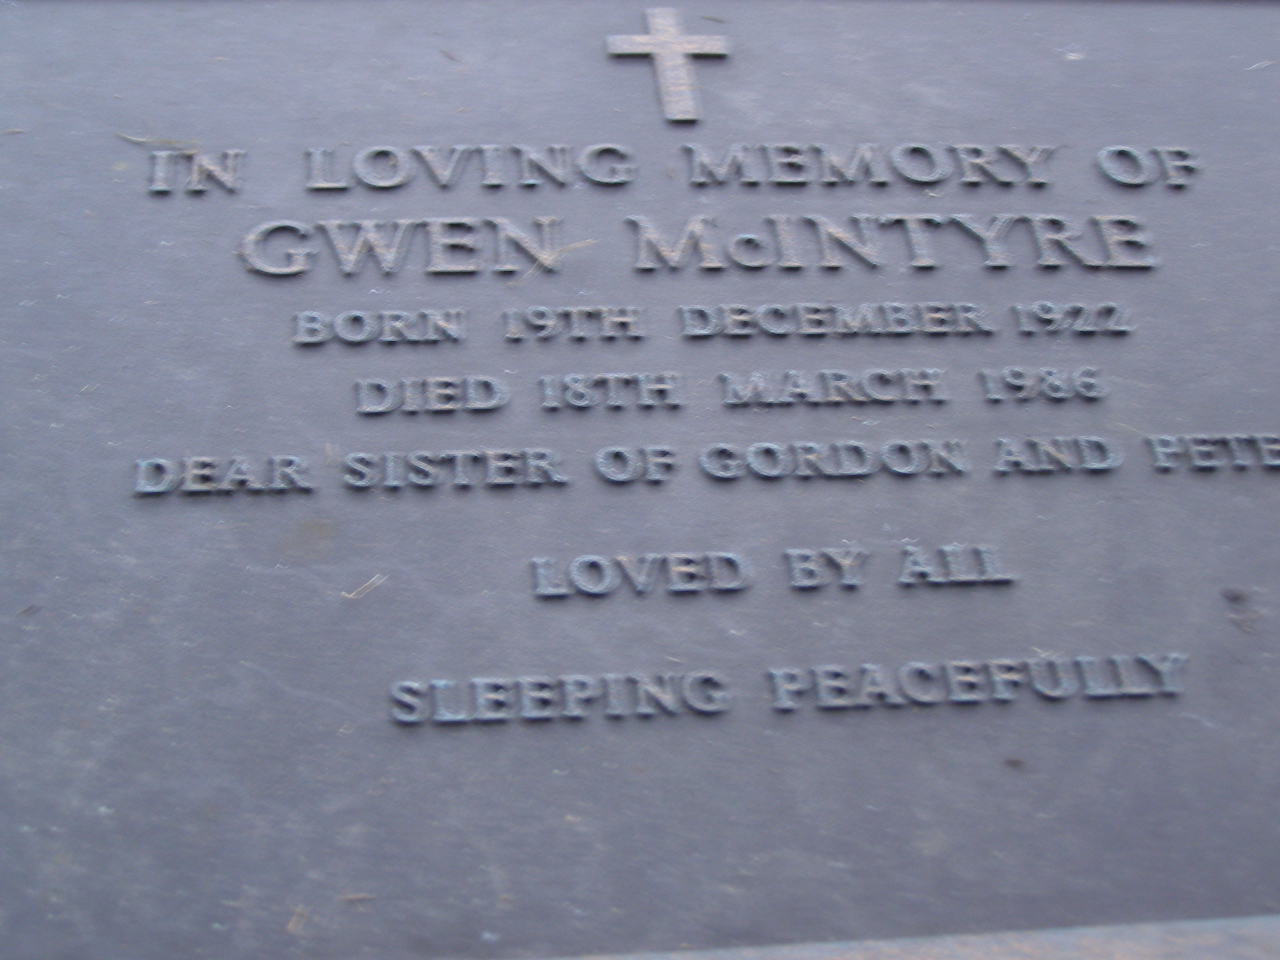 IN LOVING MEMORY OF
GWEN McINTYRE
BORN 19TH DECEMBER 1922
DIED 18TH MARCH 1986
DEAR SISTER OF GORDON AND PETE
LOVED BY ALL
SLEEPING PEACEFULLY